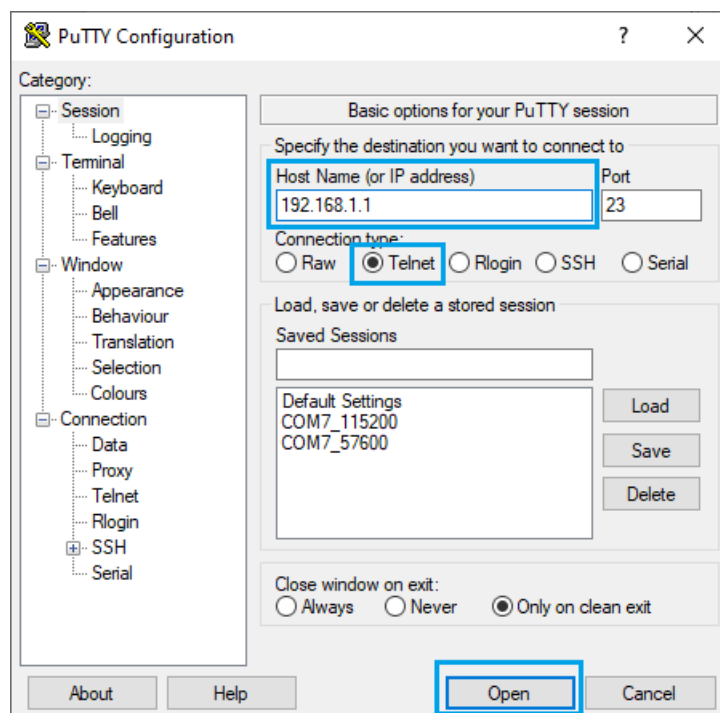 PuTTY Configuration ? ×
Category:
Session
Logging
Terminal
Keyboard
Bell
Features
Window
Appearance
Behaviour
Translation
Selection
Colours
Connection
Data
Proxy
Telnet
Rlogin
SSH
Serial
Basic options for your PuTTY session
Specify the destination you want to connect to
Host Name (or IP address) Port
192.168.1.1 23
Connection type:
Raw Telnet Rlogin SSH Serial
Load, save or delete a stored session
Saved Sessions
Default Settings
COM7_115200
COM7_57600
Load
Save
Delete
Close window on exit:
Always Never Only on clean exit
About Help Open Cancel